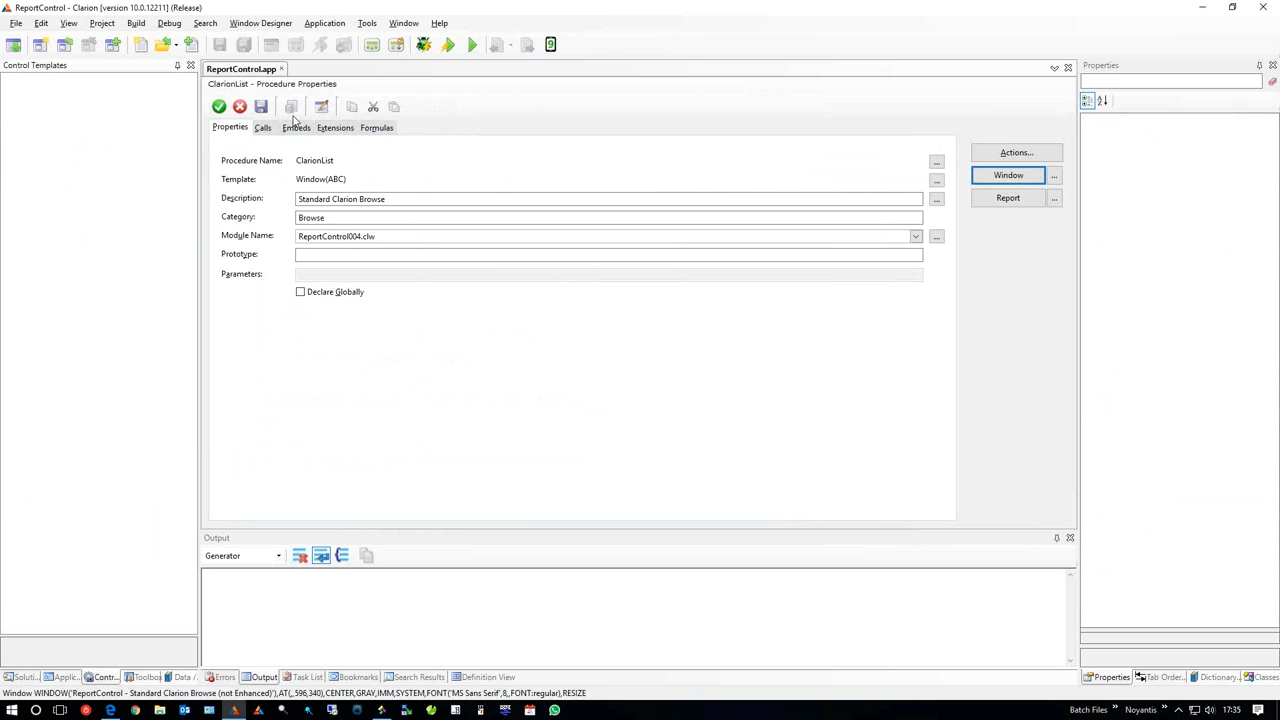 ReportControl - Clarion [version 10.0.12211] (Release)
File Edit View Project Build Debug Search Window Designer Application Tools Window Help
9
Control Templates
ReportControl.app
Properties
ClarionList - Procedure Properties
Properties Calls Embeds Extensions Formulas
Procedure Name: ClarionList ...
Actions...
Template: Window(ABC) ...
Window ...
Description: Standard Clarion Browse ...
Report ...
Category: Browse
Module Name: ReportControl004.clw ...
Prototype:
Parameters:
Declare Globally
Output
Generator
Soluti... Applic... Contr... Toolbox Data / Errors Output Task List Bookmarks Search Results Definition View Properties Tab Order... Dictionary... Classes
Window WINDOW('ReportControl - Standard Clarion Browse (not Enhanced)'),AT(,,596,340),CENTER,GRAY,IMM,SYSTEM,FONT('MS Sans Serif',8,,FONT:regular),RESIZE
Batch Files Noyantis 17:35